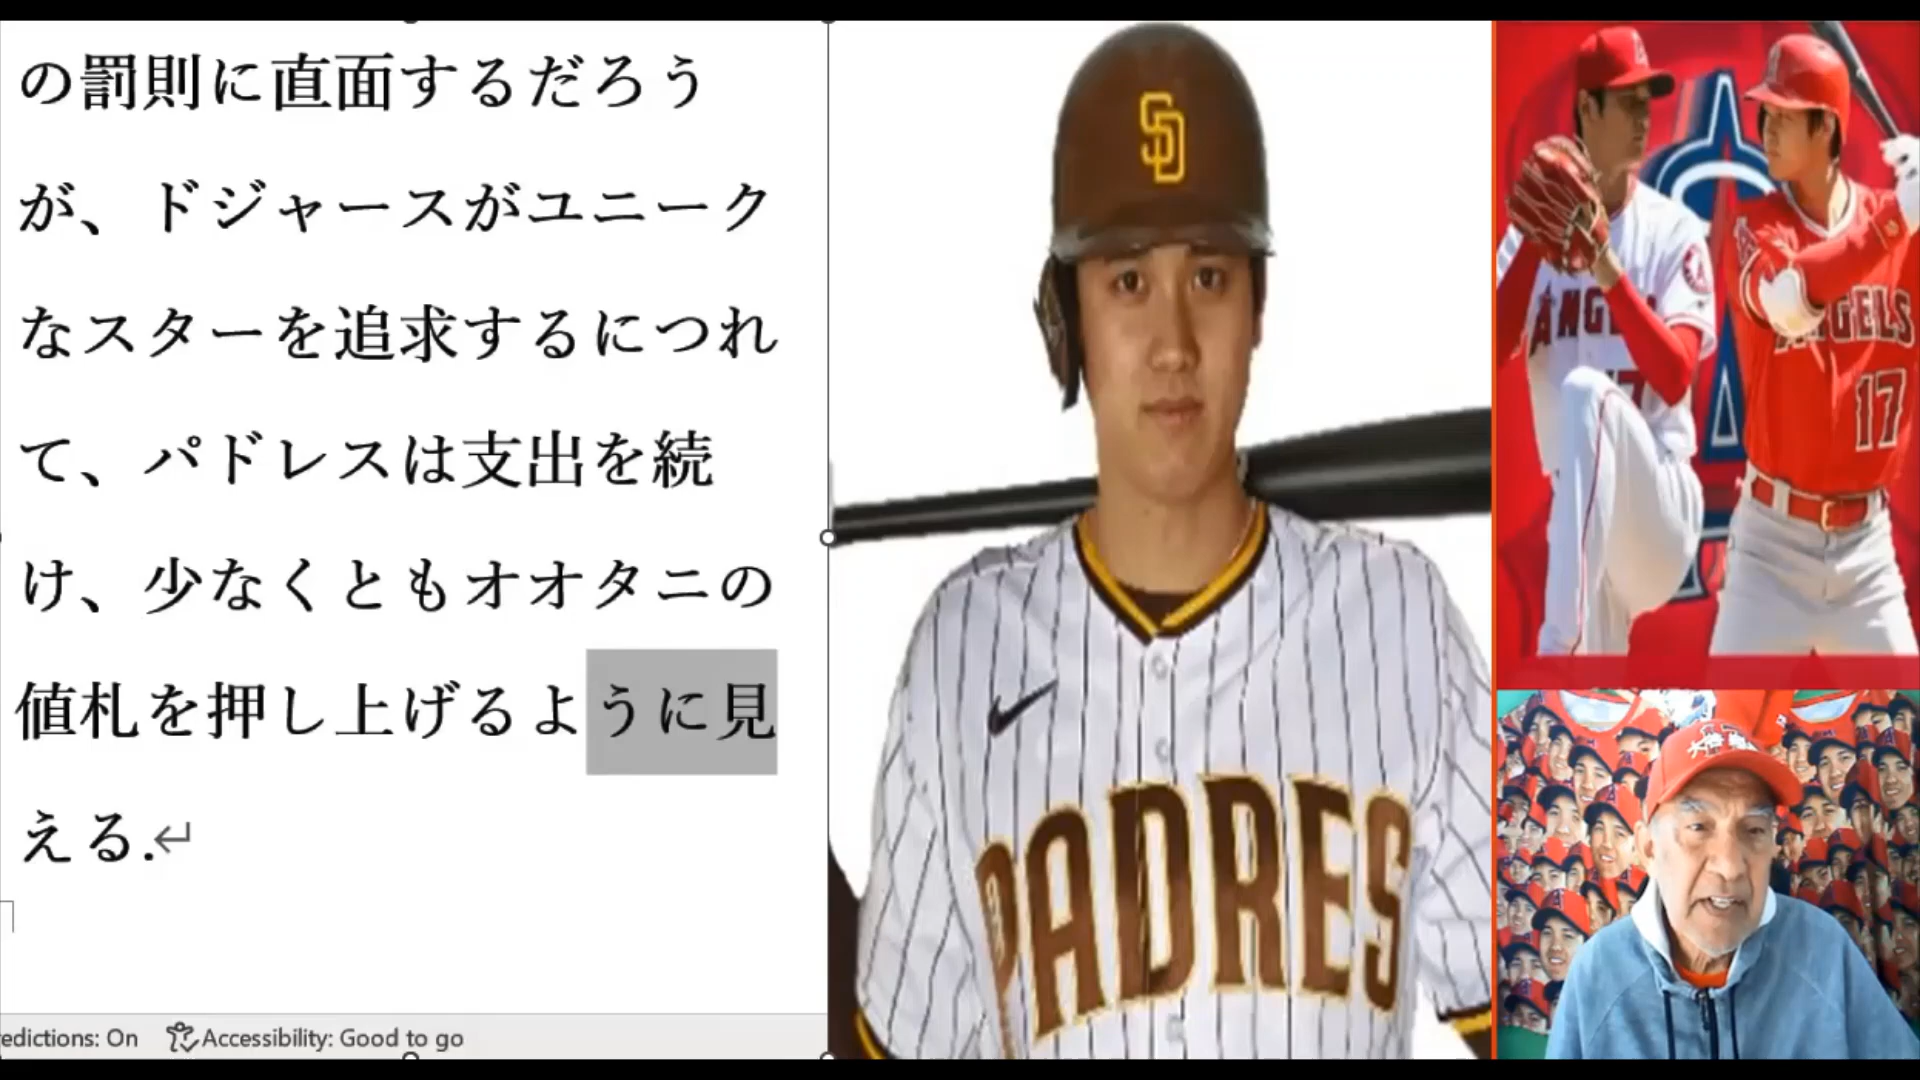 の罰則に直面するだろう
が、ドジャースがユニーク
なスターを追求するにつれ
て、パドレスは支出を続
け、少なくともオオタニの
値札を押し上げるように見
える.
edictions: On
Accessibility: Good to go
SD
PADRES
ANGELS
17